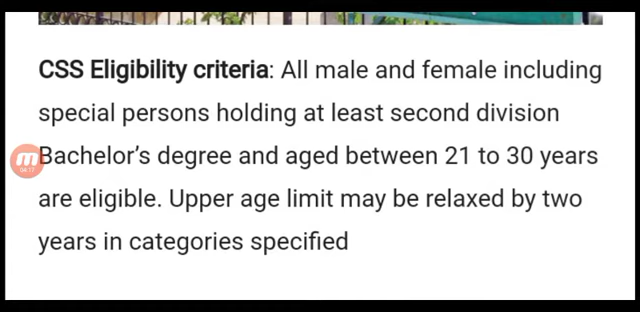 CSS Eligibility criteria: All male and female including
special persons holding at least second division
Bachelor's degree and aged between 21 to 30 years
04:17
are eligible. Upper age limit may be relaxed by two
years in categories specified